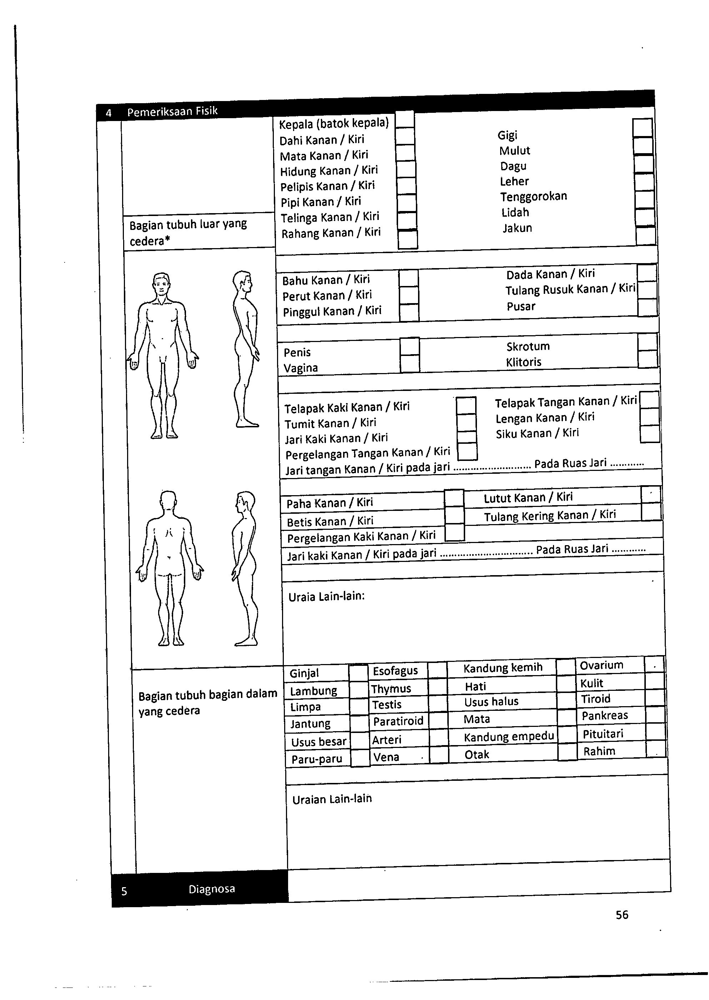 4 Pemeriksaan Fisik
Kepala (batok kepala)
Dahi Kanan / Kiri
Mata Kanan / Kiri
Hidung Kanan / Kiri
Pelipis Kanan / Kiri
Pipi Kanan / Kiri
Telinga Kanan / Kiri
Rahang Kanan / Kiri
Gigi
Mulut
Dagu
Leher
Tenggorokan
Lidah
Jakun
Bagian tubuh luar yang
cedera*
Bahu Kanan / Kiri
Perut Kanan / Kiri
Pinggul Kanan / Kiri
Dada Kanan / Kiri
Tulang Rusuk Kanan / Kiri
Pusar
Penis
Vagina
Skrotum
Klitoris
Telapak Kaki Kanan / Kiri
Tumit Kanan / Kiri
Jari Kaki Kanan / Kiri
Pergelangan Tangan Kanan / Kiri
Telapak Tangan Kanan / Kiri
Lengan Kanan / Kiri
Siku Kanan / Kiri
Jari tangan Kanan / Kiri pada jari ........................... Pada Ruas Jari ............
Paha Kanan / Kiri
Betis Kanan / Kiri
Pergelangan Kaki Kanan / Kiri
Lutut Kanan / Kiri
Tulang Kering Kanan / Kiri
Jari kaki Kanan / Kiri pada jari ................................ Pada Ruas Jari ............
Uraia Lain-lain:
Bagian tubuh bagian dalam
yang cedera
Ginjal Esofagus Kandung kemih Ovarium
Lambung Thymus Hati Kulit
Limpa Testis Usus halus Tiroid
Jantung Paratiroid Mata Pankreas
Usus besar Arteri Kandung empedu Pituitari
Paru-paru Vena Otak Rahim
Uraian Lain-lain
5 Diagnosa
56